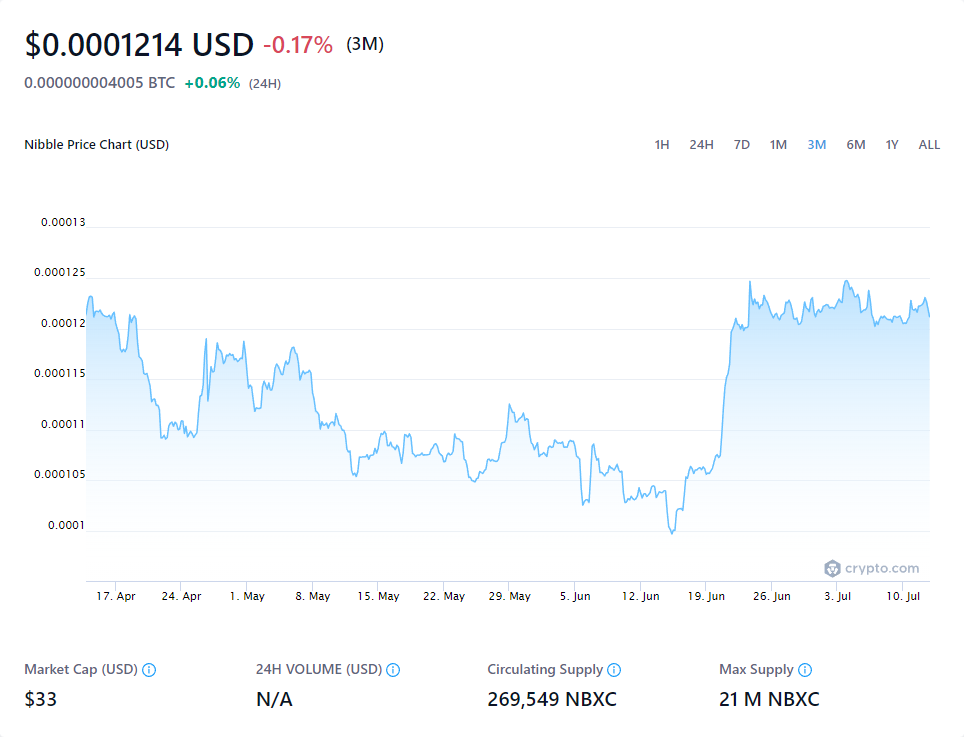 $0.0001214 USD -0.17% (3M)
0.000000004005 BTC +0.06% (24H)
Nibble Price Chart (USD) 1H 24H 7D 1M 3M 6M 1Y ALL
0.00013
0.000125
0.00012
0.000115
0.00011
0.000105
0.0001
crypto.com
17. Apr 24. Apr 1. May 8. May 15. May 22. May 29. May 5. Jun 12. Jun 19. Jun 26. Jun 3. Jul 10. Jul
Market Cap (USD) 24H VOLUME (USD) Circulating Supply Max Supply
$33 N/A 269,549 NBXC 21 M NBXC